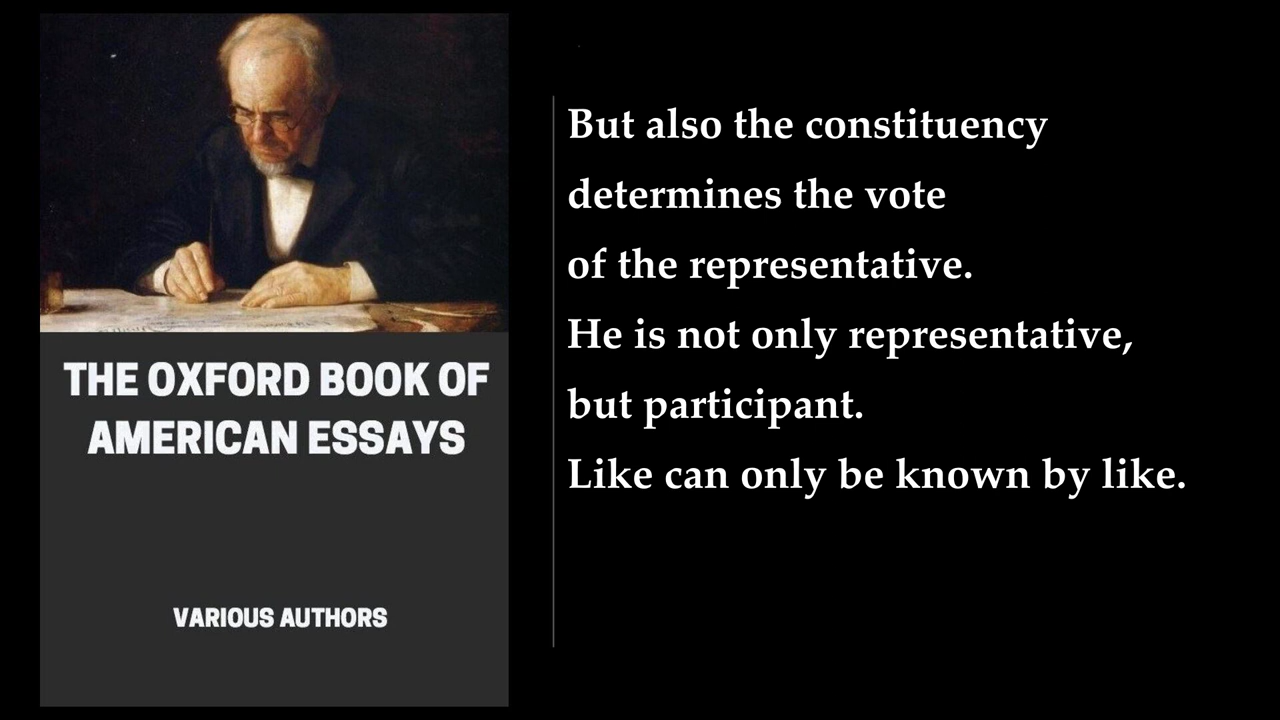 THE OXFORD BOOK OF
AMERICAN ESSAYS
VARIOUS AUTHORS
But also the constituency
determines the vote
of the representative.
He is not only representative,
but participant.
Like can only be known by like.